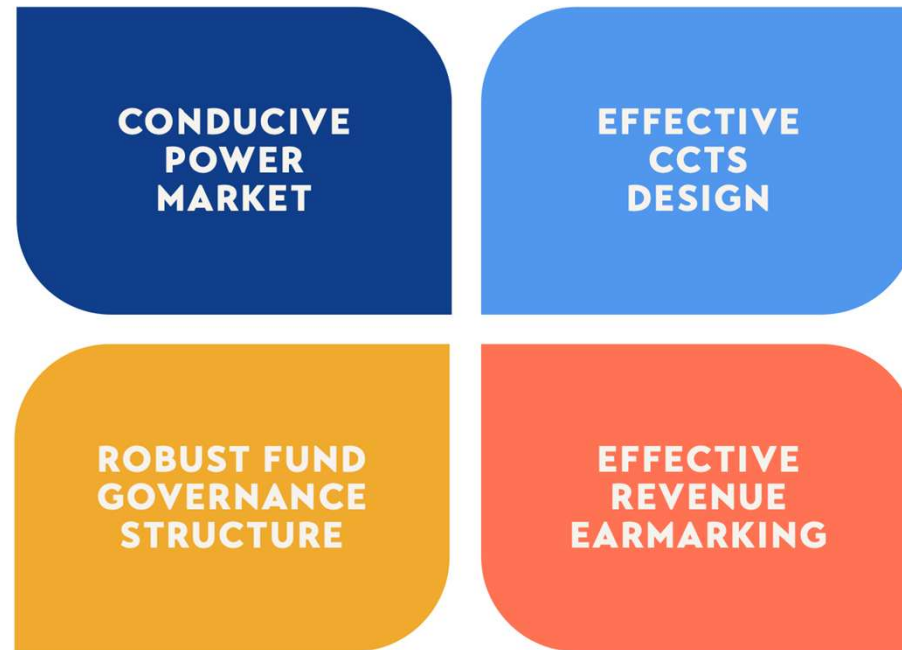 CONDUCIVE
POWER
MARKET
EFFECTIVE
CCTS
DESIGN
ROBUST FUND
GOVERNANCE
STRUCTURE
EFFECTIVE
REVENUE
EARMARKING